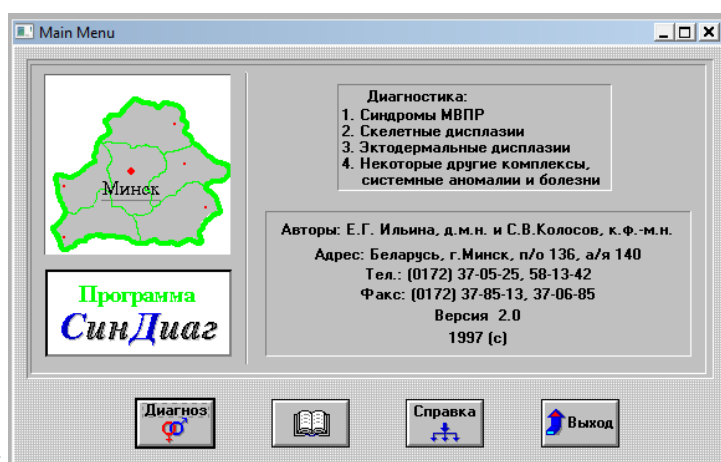 Main Menu
Минск
Программа
СинДиаг
Диагностика:
1. Синдромы МВПР
2. Скелетные дисплазии
3. Эктодермальные дисплазии
4. Некоторые другие комплексы,
системные аномалии и болезни
Авторы: Е.Г. Ильина, д.м.н. и С.В.Колосов, к.ф.-м.н.
Адрес: Беларусь, г.Минск, п/о 136, а/я 140
Тел.: (0172) 37-05-25, 58-13-42
Факс: (0172) 37-85-13, 37-06-85
Версия 2.0
1997 (c)
Диагноз
Справка
Выход